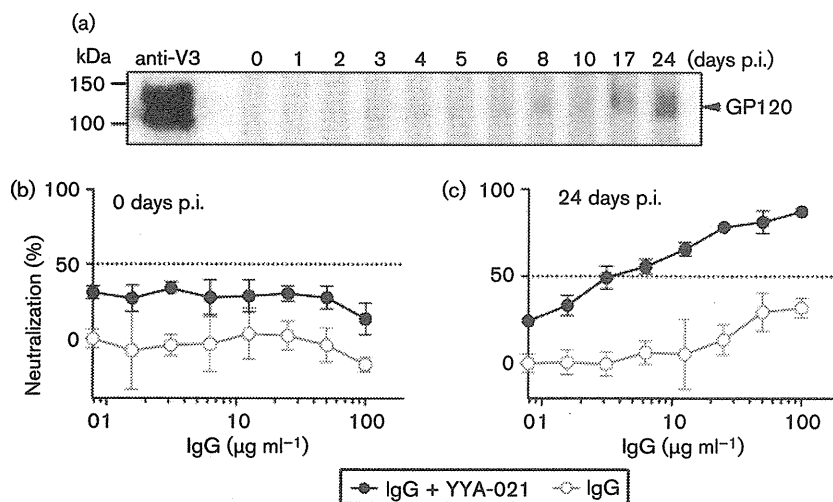 (a)
kDa anti-V3 0 1 2 3 4 5 6 8 10 17 24 (days p.i.)
150
100
GP120
(b) 100 0 days p.i.
(c) 100 24 days p.i.
Neutralization (%)
50
0
50
0
01 10 100
IgG (μg ml⁻¹)
01 10 100
IgG (μg ml⁻¹)
IgG + YYA-021 IgG